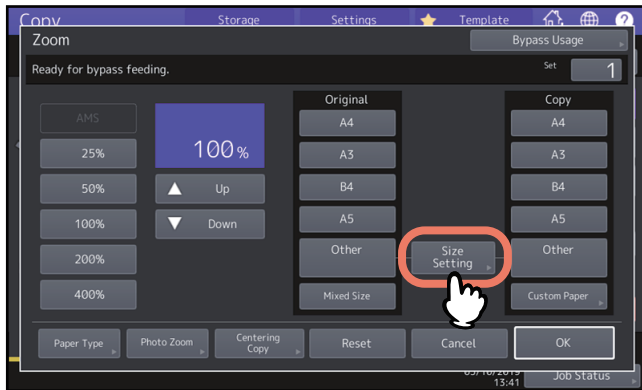 Copy
Storage
Settings
Template
?
Zoom
Bypass Usage
Ready for bypass feeding.
Set
1
Original
Copy
AMS
100 %
A4
A4
25%
A3
A3
50%
Up
B4
B4
100%
Down
A5
A5
200%
Other
Size
Setting
Other
400%
Mixed Size
Custom Paper
Paper Type
Photo Zoom
Centering
Copy
Reset
Cancel
OK
13:41
Job Status